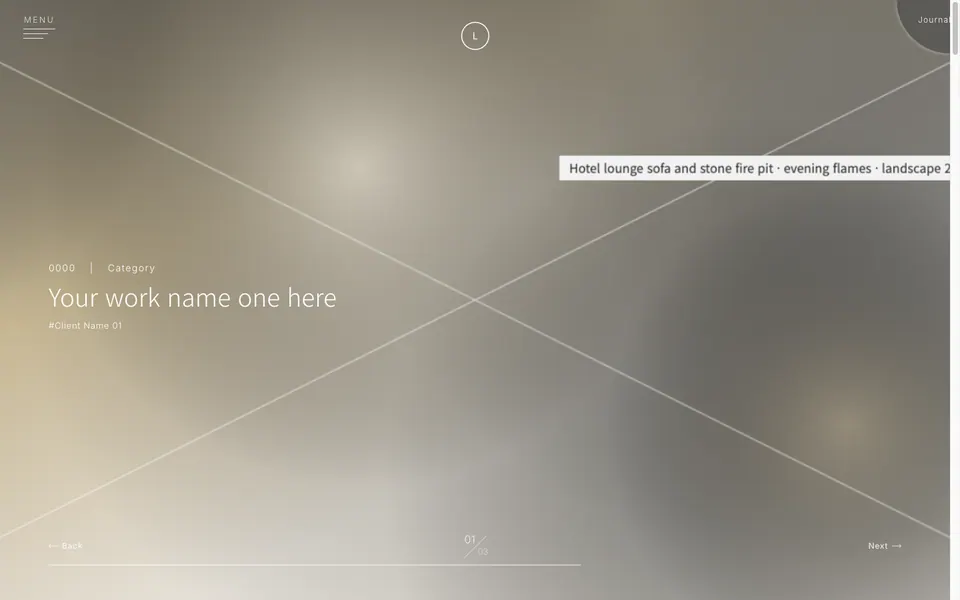 MENU
L
Journal
Hotel lounge sofa and stone fire pit · evening flames · landscape 2
0000 | Category
Your work name one here
#Client Name 01
← Back
01/03
Next →